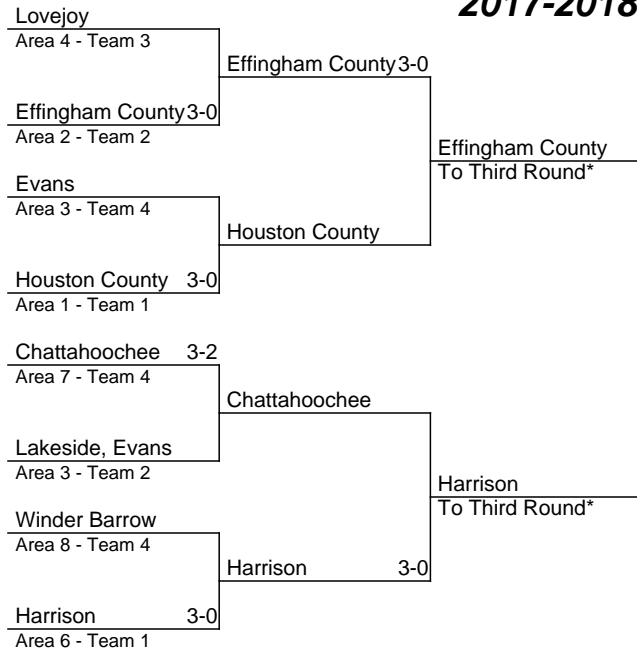 2017-2018
Lovejoy
Area 4 - Team 3
Effingham County 3-0
Effingham County 3-0
Area 2 - Team 2
Effingham County
To Third Round*
Evans
Area 3 - Team 4
Houston County
Houston County 3-0
Area 1 - Team 1
Chattahoochee 3-2
Area 7 - Team 4
Chattahoochee
Lakeside, Evans
Area 3 - Team 2
Harrison
To Third Round*
Winder Barrow
Area 8 - Team 4
Harrison 3-0
Harrison 3-0
Area 6 - Team 1